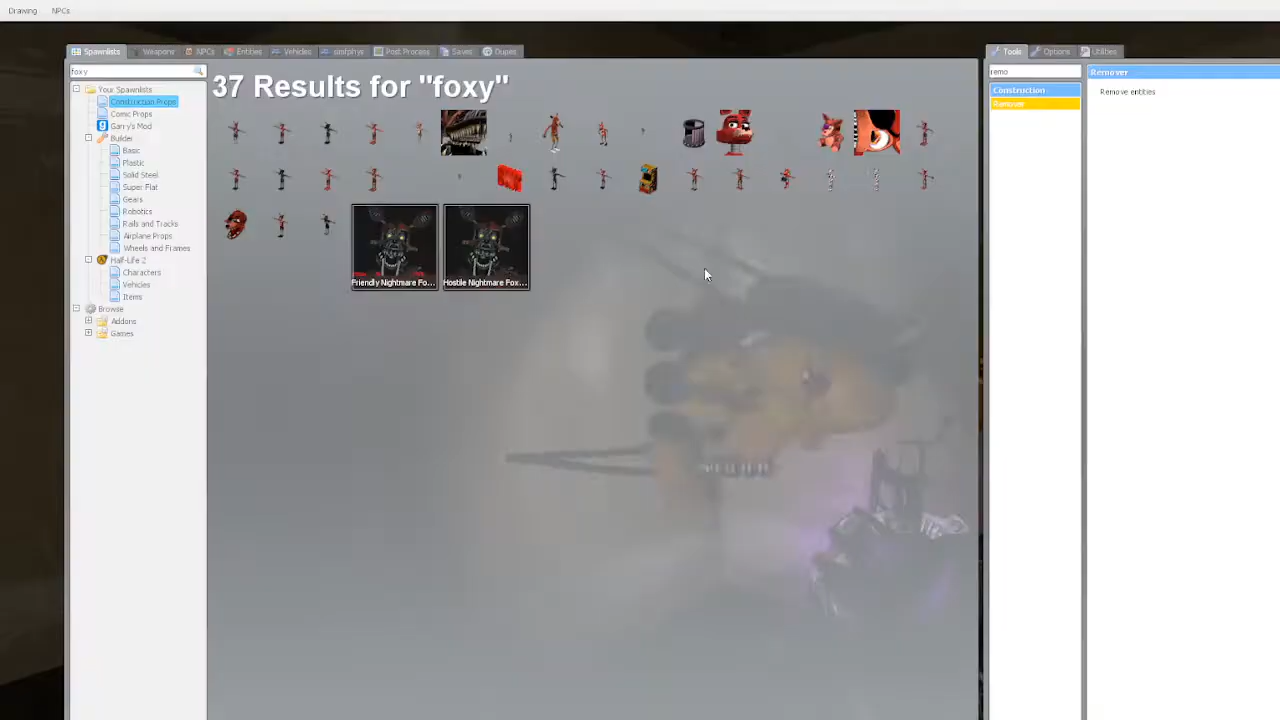 Drawing NPCs
Spawnlists Weapons NPCs Entities Vehicles simfphys Post Process Saves Dupes
Tools Options Utilities
foxy
37 Results for "foxy"
remo
Remover
Your Spawnlists
Construction Props
Comic Props
Garry's Mod
Builder
Basic
Plastic
Solid Steel
Super Flat
Gears
Robotics
Rails and Tracks
Airplane Props
Wheels and Frames
Half-Life 2
Characters
Vehicles
Items
Browse
Addons
Games
Construction
Remover
Remove entities
Friendly Nightmare Fo...
Hostile Nightmare Fox...